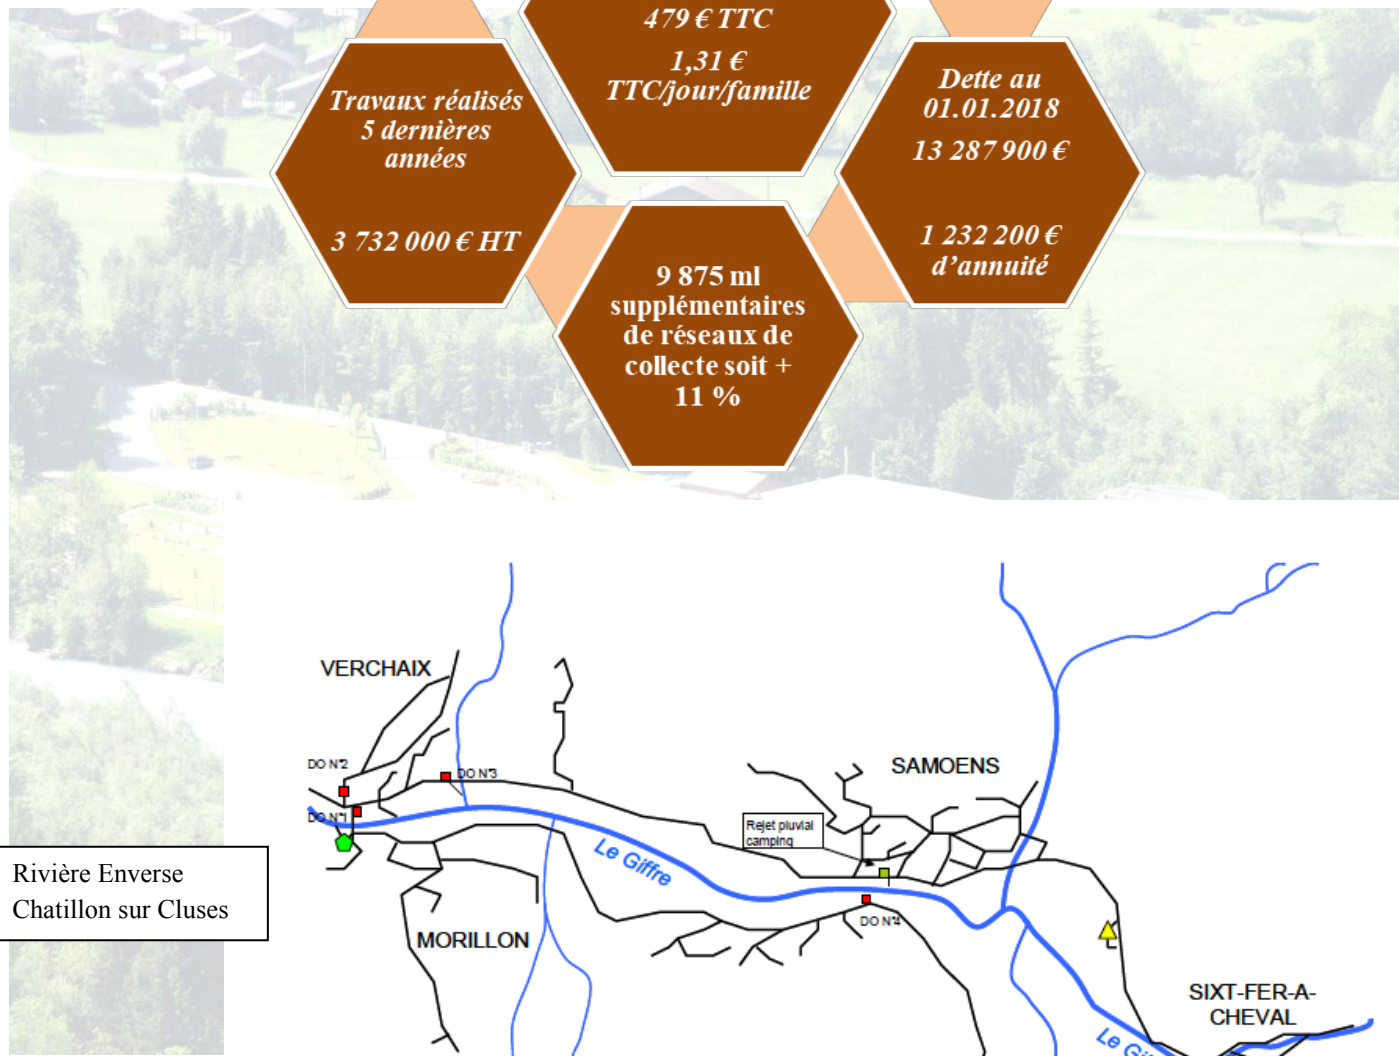 479 € TTC
1,31 €
TTC/jour/famille
Travaux réalisés
5 dernières
années
3 732 000 € HT
Dette au
01.01.2018
13 287 900 €
1 232 200 €
d’annuité
9 875 ml
supplémentaires
de réseaux de
collecte soit +
11 %
VERCHAIX
DO N°2
DO N°3
DO N°1
SAMOENS
Rejet pluvial
camping
Le Giffre
DO N°4
Rivière Enverse
Chatillon sur Cluses
MORILLON
SIXT-FER-A-
CHEVAL
Le